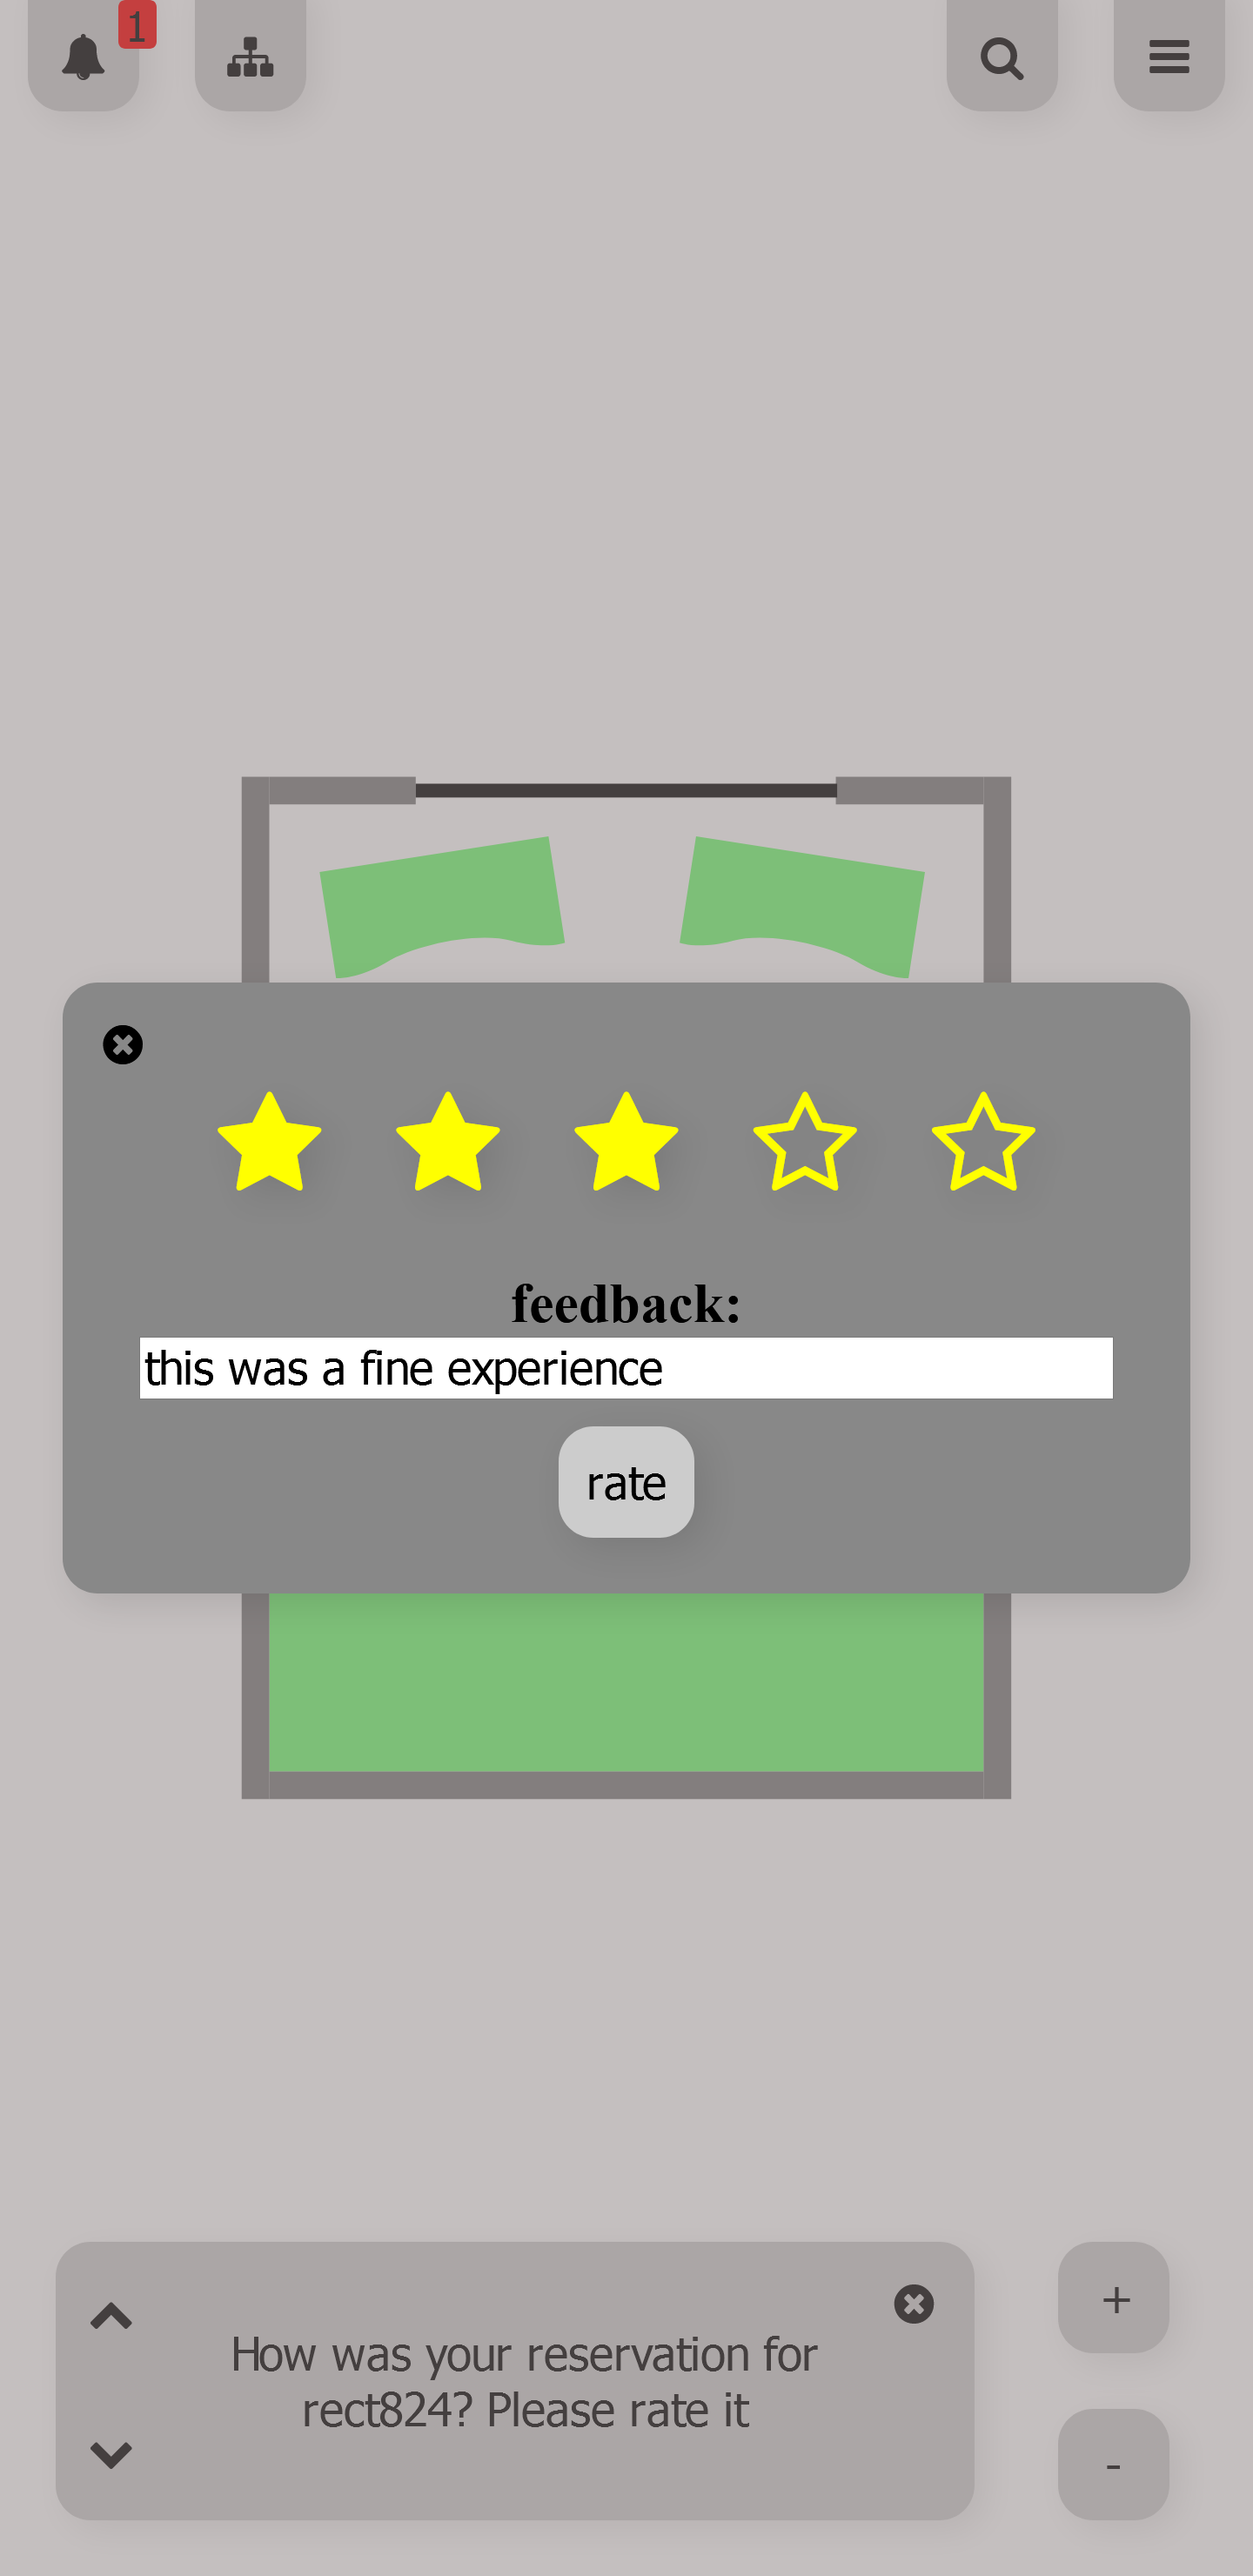 1
feedback:
this was a fine experience
rate
How was your reservation for
rect824? Please rate it
+
-